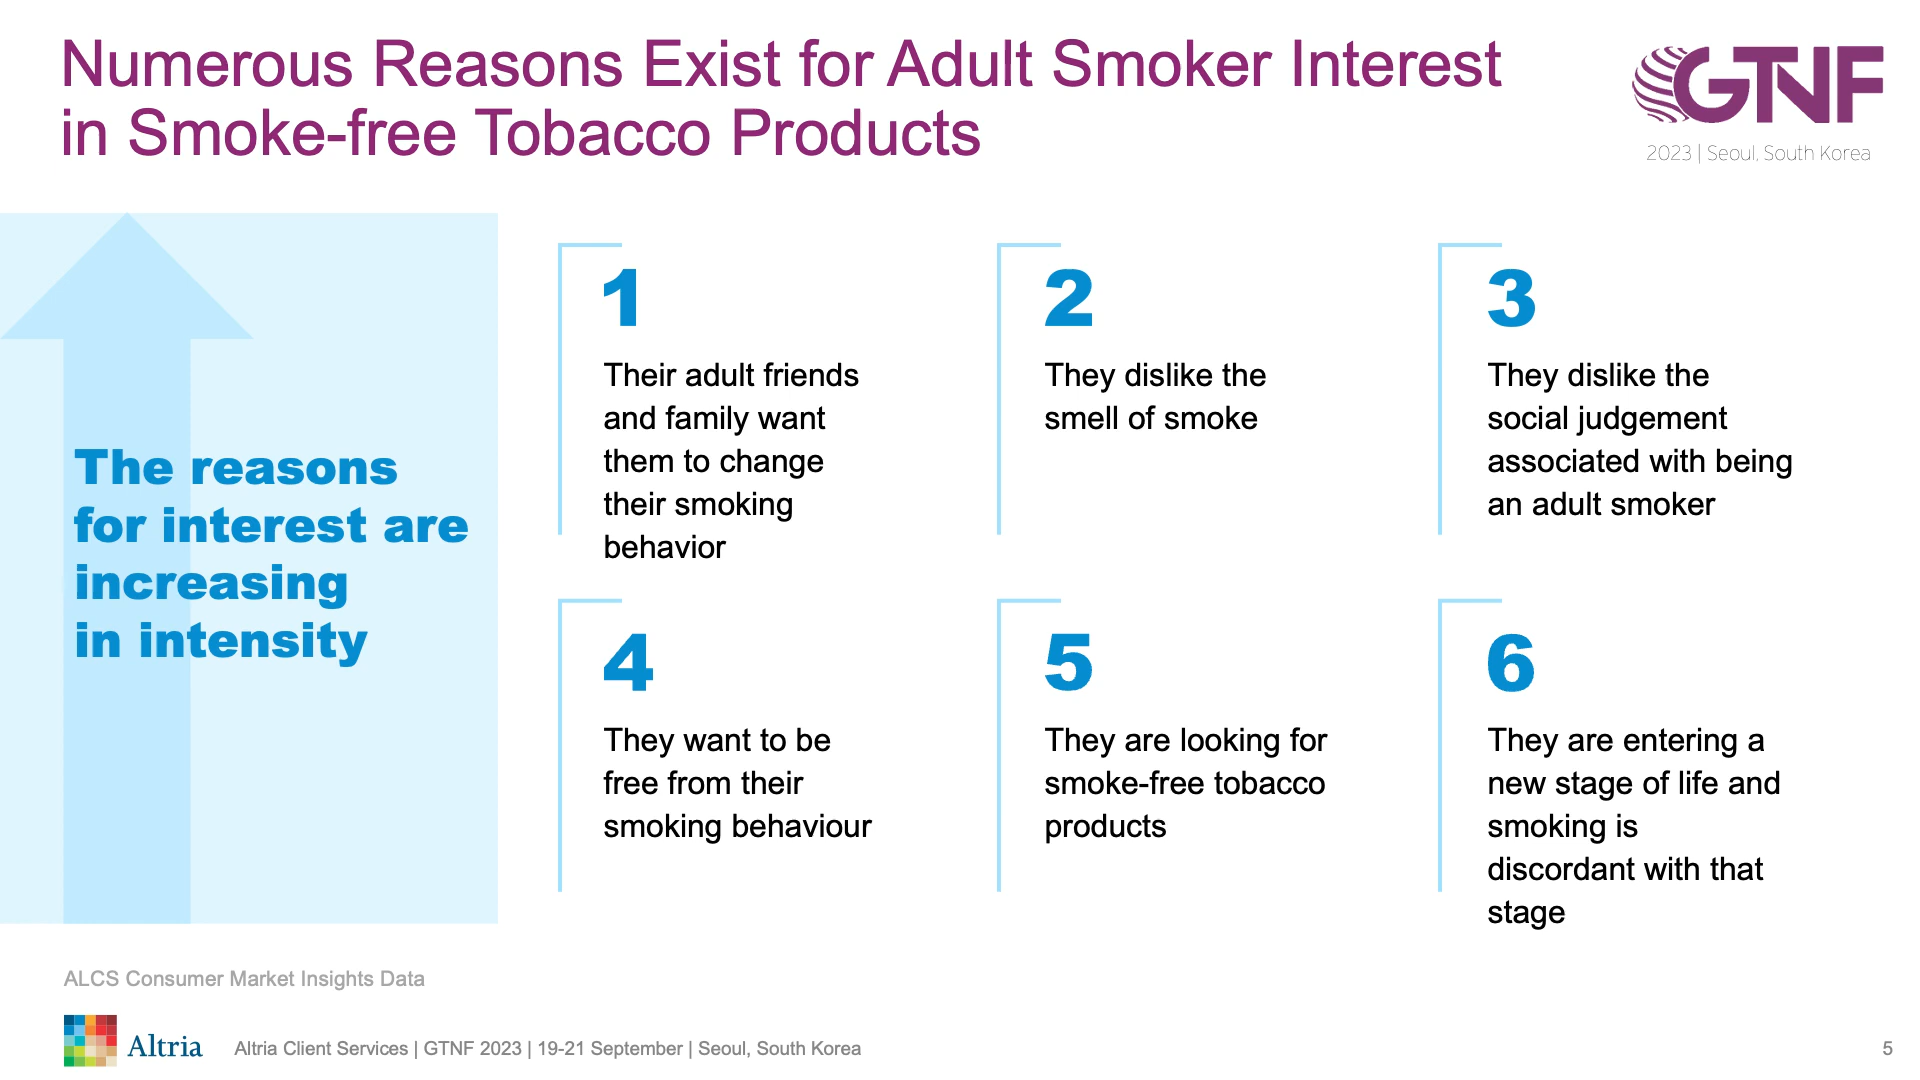 Numerous Reasons Exist for Adult Smoker Interest
in Smoke-free Tobacco Products
GTNF
2023 | Seoul, South Korea
The reasons
for interest are
increasing
in intensity
1
Their adult friends
and family want
them to change
their smoking
behavior
2
They dislike the
smell of smoke
3
They dislike the
social judgement
associated with being
an adult smoker
4
They want to be
free from their
smoking behaviour
5
They are looking for
smoke-free tobacco
products
6
They are entering a
new stage of life and
smoking is
discordant with that
stage
ALCS Consumer Market Insights Data
Altria
Altria Client Services | GTNF 2023 | 19-21 September | Seoul, South Korea
5